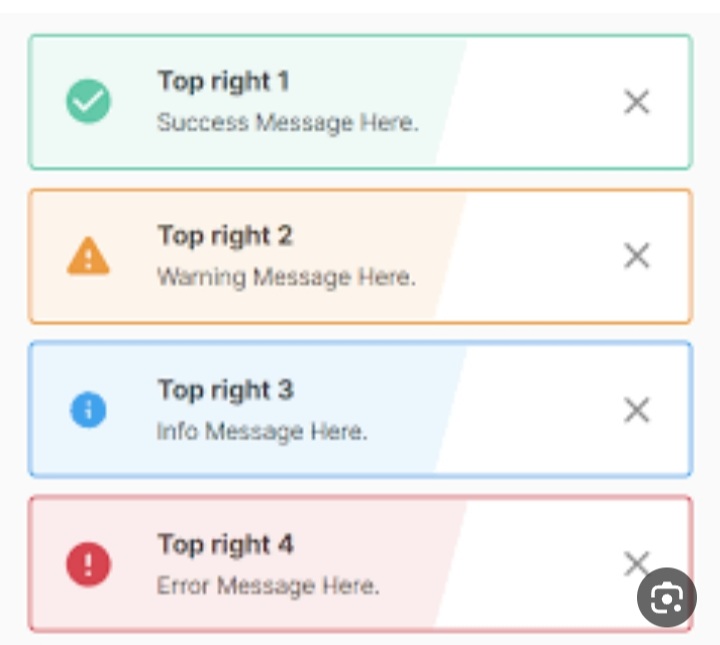 Top right 1
Success Message Here.
Top right 2
Warning Message Here.
Top right 3
Info Message Here.
Top right 4
Error Message Here.